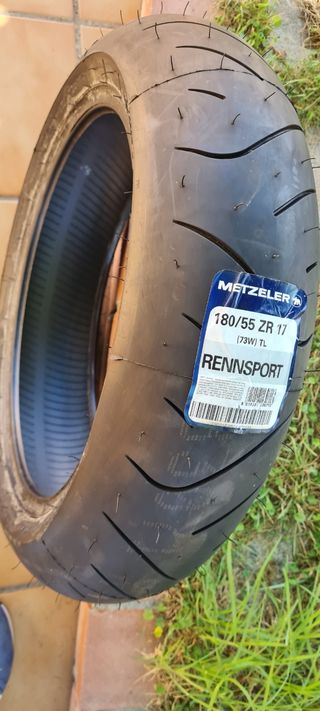 METZELER
180/55 ZR 17
(73W) TL
RENNSPORT